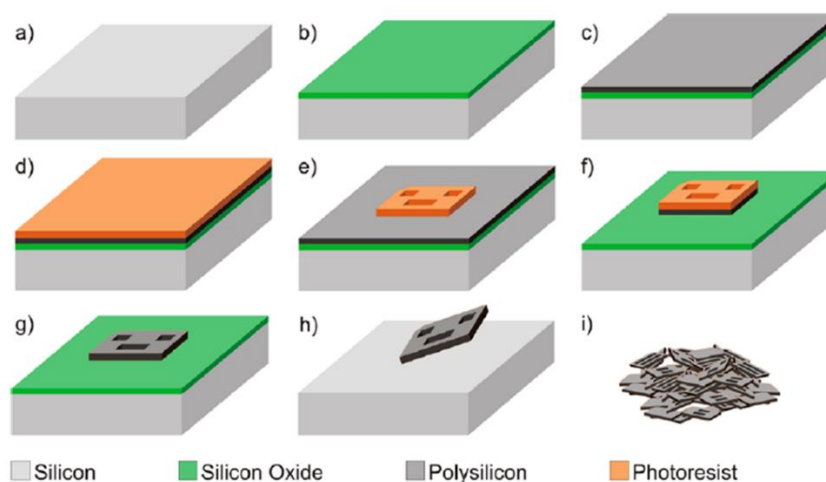 a) b) c)
d) e) f)
g) h) i)
Silicon Silicon Oxide Polysilicon Photoresist